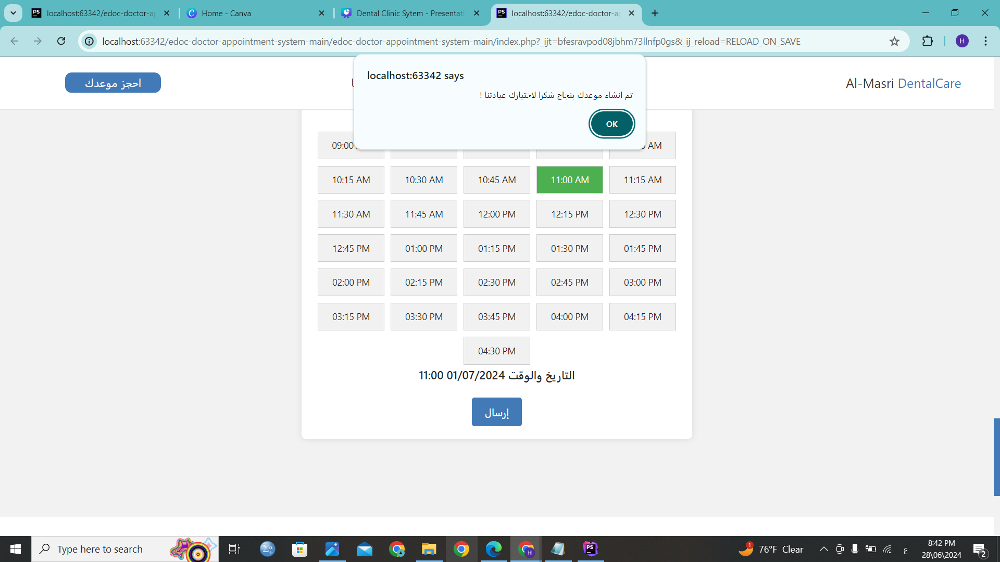 localhost:63342/edoc-doctor-ap
Home - Canva
Dental Clinic Sytem - Presentati
localhost:63342/edoc-doctor-ap
localhost:63342/edoc-doctor-appointment-system-main/edoc-doctor-appointment-system-main/index.php?_ijt=bfesravpod08jbhm73llnfp0gs&_ij_reload=RELOAD_ON_SAVE
H
احجز موعدك
Al-Masri DentalCare
localhost:63342 says
تم انشاء موعدك بنجاح شكرا لاختيارك عيادتنا !
OK
09:00
AM
10:15 AM
10:30 AM
10:45 AM
11:00 AM
11:15 AM
11:30 AM
11:45 AM
12:00 PM
12:15 PM
12:30 PM
12:45 PM
01:00 PM
01:15 PM
01:30 PM
01:45 PM
02:00 PM
02:15 PM
02:30 PM
02:45 PM
03:00 PM
03:15 PM
03:30 PM
03:45 PM
04:00 PM
04:15 PM
04:30 PM
التاريخ والوقت 01/07/2024 11:00
إرسال
Type here to search
1
76°F Clear
ع
8:42 PM
28\06\2024
2